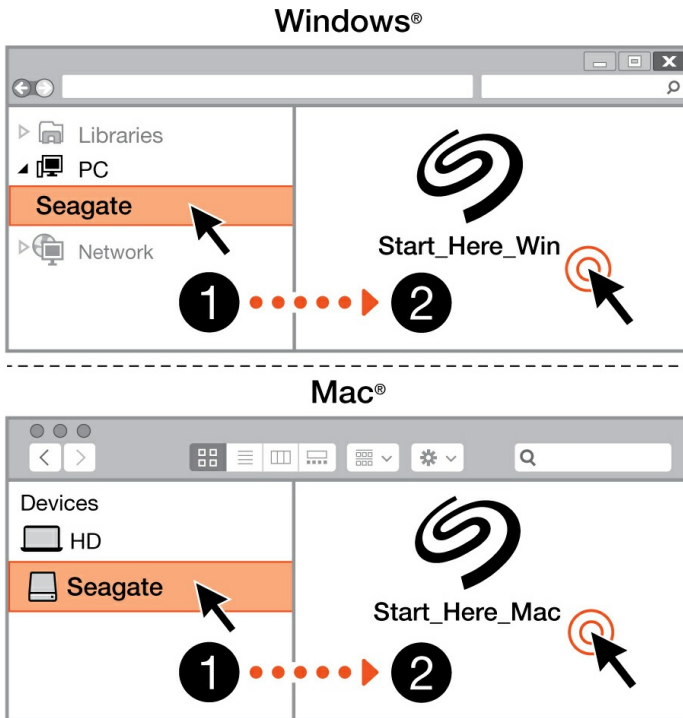 Windows®
Libraries
PC
Seagate
Start_Here_Win
Network
1 2
Mac®
Devices
HD
Seagate
Start_Here_Mac
1 2